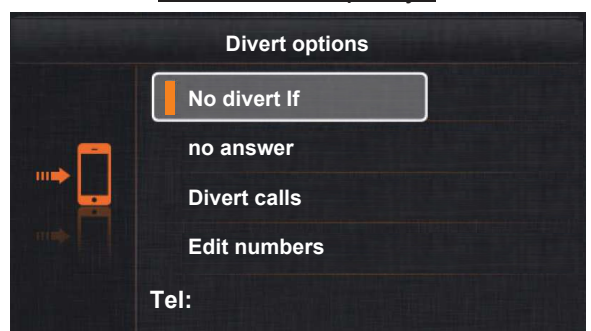 Divert options
No divert If
no answer
Divert calls
Edit numbers
Tel: